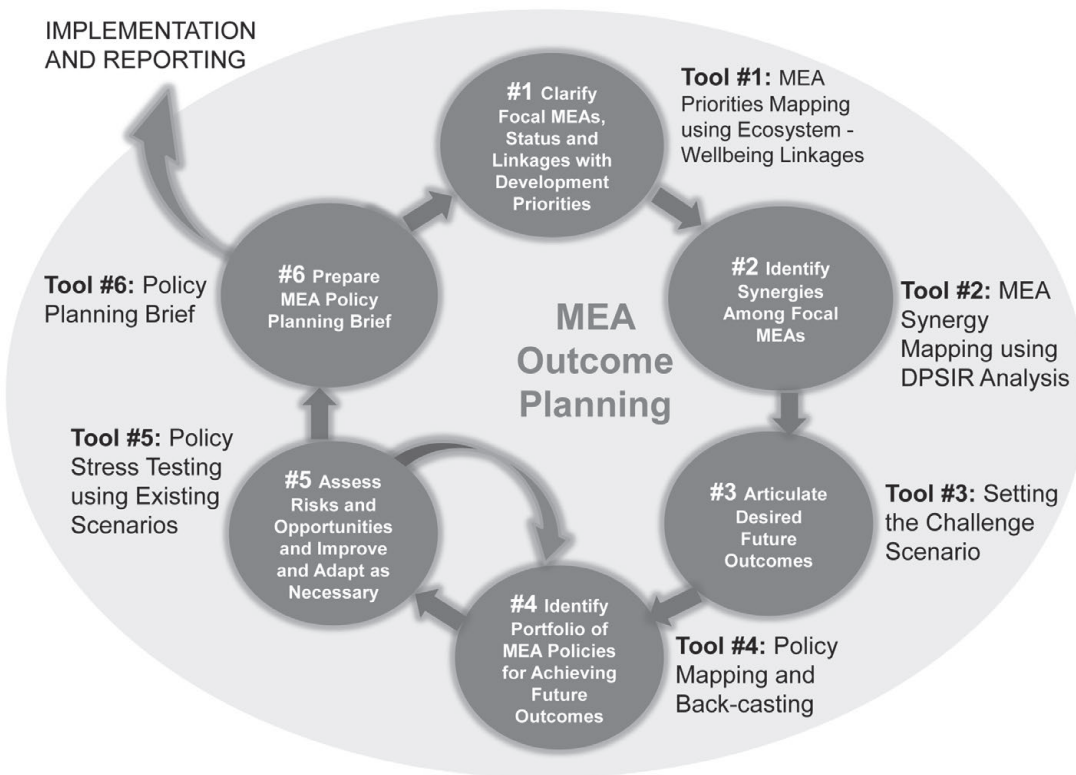 IMPLEMENTATION
AND REPORTING
#1 Clarify
Focal MEAs,
Status and
Linkages with
Development
Priorities
Tool #1: MEA
Priorities Mapping
using Ecosystem -
Wellbeing Linkages
#2 Identify
Synergies
Among Focal
MEAs
Tool #2: MEA
Synergy
Mapping using
DPSIR Analysis
#3 Articulate
Desired
Future
Outcomes
Tool #3: Setting
the Challenge
Scenario
#4 Identify
Portfolio of
MEA Policies
for Achieving
Future
Outcomes
Tool #4: Policy
Mapping and
Back-casting
#5 Assess
Risks and
Opportunities
and Improve
and Adapt as
Necessary
Tool #5: Policy
Stress Testing
using Existing
Scenarios
#6 Prepare
MEA Policy
Planning Brief
Tool #6: Policy
Planning Brief
MEA
Outcome
Planning